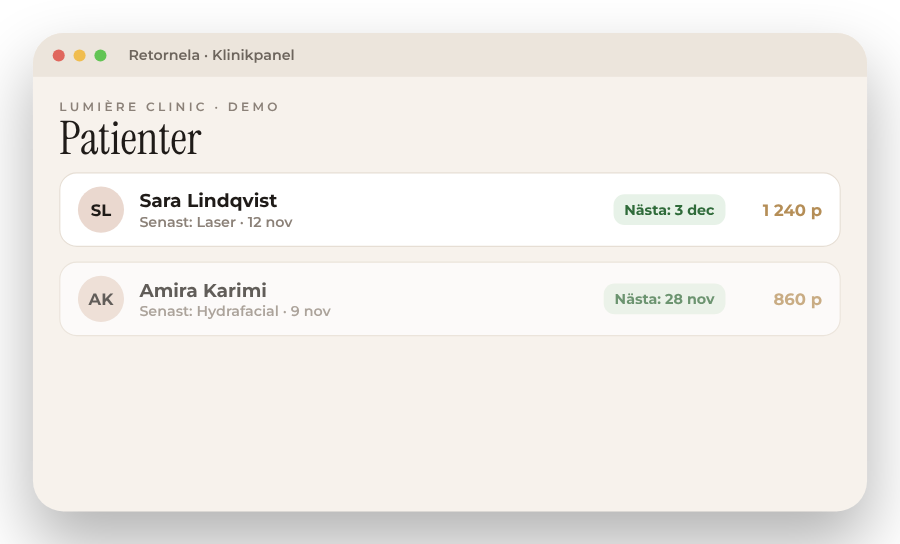 Retornela · Klinikpanel
LUMIÈRE CLINIC · DEMO
Patienter
SL
Sara Lindqvist
Senast: Laser · 12 nov
Nästa: 3 dec
1 240 p
AK
Amira Karimi
Senast: Hydrafacial · 9 nov
Nästa: 28 nov
860 p